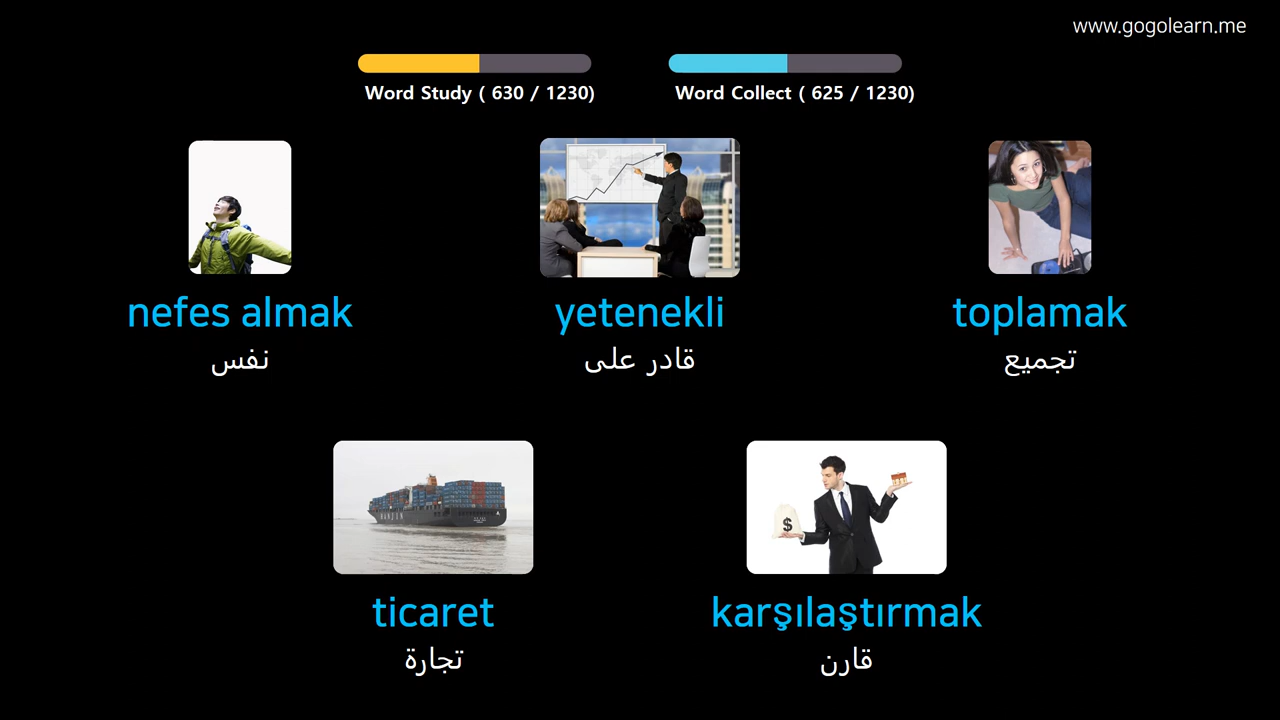 www.gogolearn.me
Word Study ( 630 / 1230)
Word Collect ( 625 / 1230)
nefes almak
نفس
yetenekli
قادر على
toplamak
تجميع
ticaret
تجارة
karşılaştırmak
قارن
$